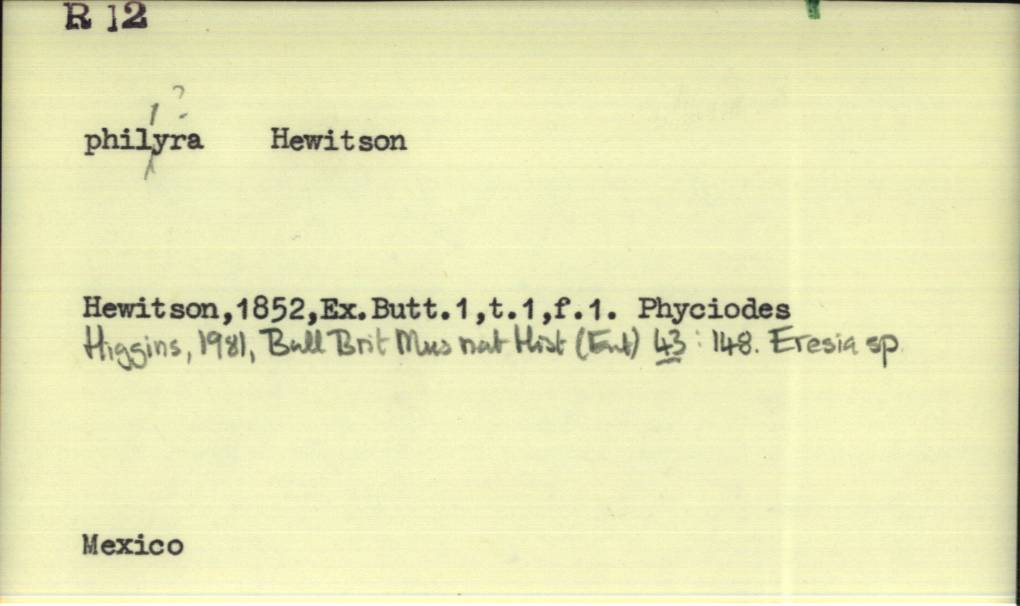 R 12
?
philyra Hewitson
Hewitson,1852,Ex.Butt.1,t.1,f.1. Phyciodes
Higgins, 1981, Bull Brit Mus nat Hist (Ent) 43 : 148. Eresia sp.
Mexico